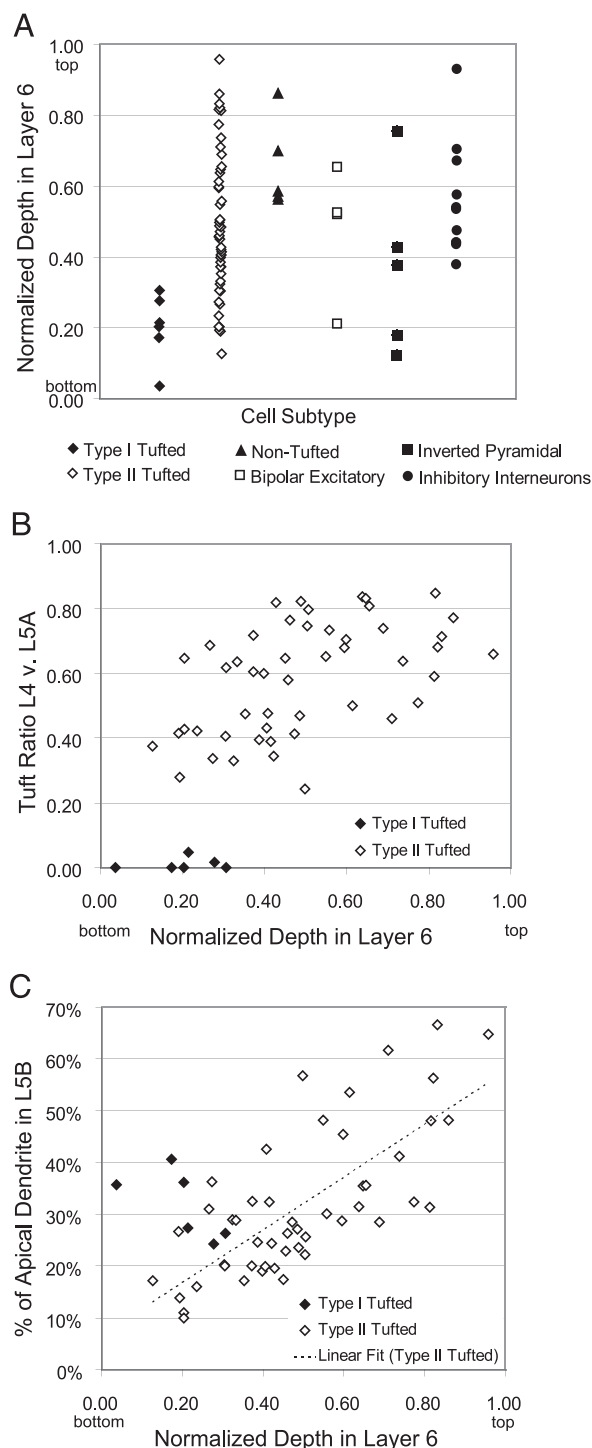 A
Normalized Depth in Layer 6
1.00
top
0.80
0.60
0.40
0.20
bottom
0.00
Cell Subtype
Type I Tufted
Non-Tufted
Inverted Pyramidal
Type II Tufted
Bipolar Excitatory
Inhibitory Interneurons
B
Tuft Ratio L4 v. L5A
1.00
0.80
0.60
0.40
0.20
0.00
Type I Tufted
Type II Tufted
0.00 0.20 0.40 0.60 0.80 1.00
bottom Normalized Depth in Layer 6 top
C
% of Apical Dendrite in L5B
70%
60%
50%
40%
30%
20%
10%
0%
Type I Tufted
Type II Tufted
Linear Fit (Type II Tufted)
0.00 0.20 0.40 0.60 0.80 1.00
bottom top
Normalized Depth in Layer 6